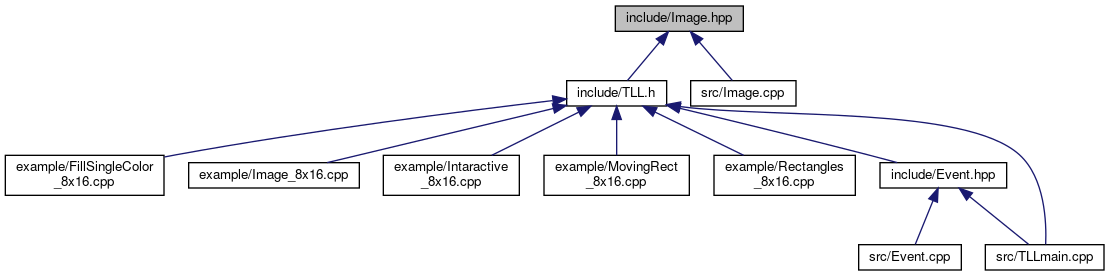 include/Image.hpp
include/TLL.h
src/Image.cpp
example/FillSingleColor
_8x16.cpp
example/Image_8x16.cpp
example/Intaractive
_8x16.cpp
example/MovingRect
_8x16.cpp
example/Rectangles
_8x16.cpp
include/Event.hpp
src/Event.cpp
src/TLLmain.cpp